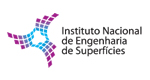 Instituto Nacional
de Engenharia
de Superfícies